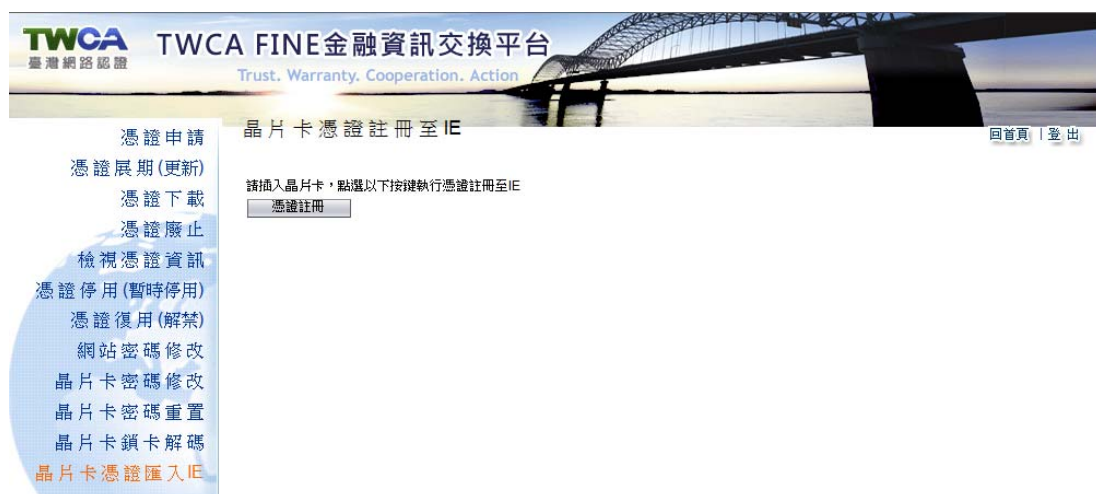 TWCA
臺灣網路認證
TWCA FINE金融資訊交換平台
Trust. Warranty. Cooperation. Action
晶片卡憑證註冊至IE
回首頁 | 登出
請插入晶片卡，點選以下按鍵執行憑證註冊至IE
憑證註冊
憑證申請
憑證展期(更新)
憑證下載
憑證廢止
檢視憑證資訊
憑證停用(暫時停用)
憑證復用(解禁)
網站密碼修改
晶片卡密碼修改
晶片卡密碼重置
晶片卡鎖卡解碼
晶片卡憑證匯入IE